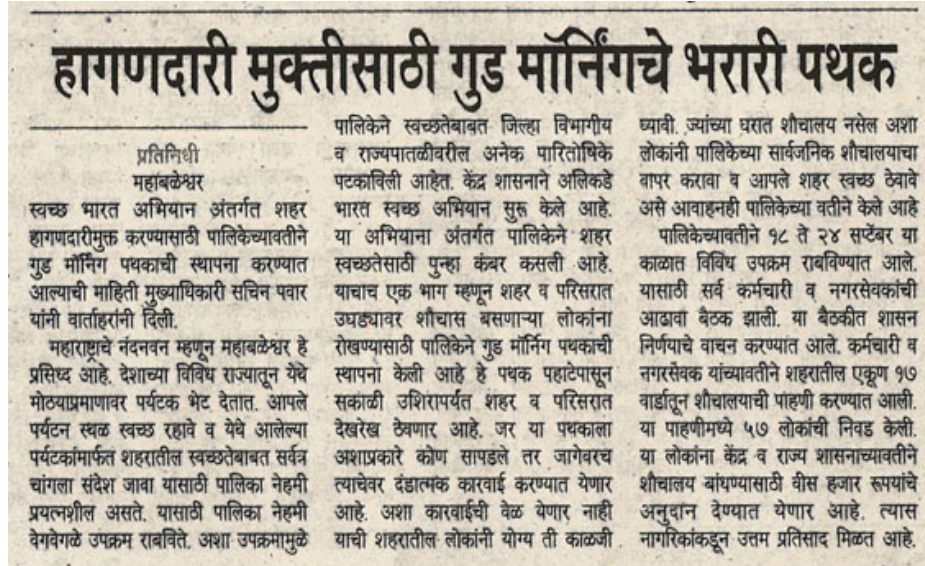 हागणदारी मुक्तीसाठी गुड मॉर्निंगचे भरारी पथक
प्रतिनिधी
महाबळेश्वर
स्वच्छ भारत अभियान अंतर्गत शहर
हागणदारीमुक्त करण्यासाठी पालिकेच्यावतीने
गुड मॉर्निग पथकाची स्थापना करण्यात
आल्याची माहिती मुख्याधिकारी सचिन पवार
यांनी वार्ताहरांनी दिली.
महाराष्ट्राचे नंदनवन म्हणून महाबळेश्वर हे
प्रसिध्द आहे. देशाच्या विविध राज्यातून येथे
मोठयाप्रमाणावर पर्यटक भेट देतात. आपले
पर्यटन स्थळ स्वच्छ रहावे व येथे आलेल्या
पर्यटकांमार्फत शहरातील स्वच्छतेबाबत सर्वत्र
चांगला संदेश जावा यासाठी पालिका नेहमी
प्रयत्नशील असते. यासाठी पालिका नेहमी
वेगवेगळे उपक्रम राबविते. अशा उपक्रमामुळे
पालिकेने स्वच्छतेबाबत जिल्हा विभागीय
व राज्यपातळीवरील अनेक पारितोषिके
पटकाविली आहेत. केंद्र शासनाने अलिकडे
भारत स्वच्छ अभियान सुरू केले आहे.
या अभियाना अंतर्गत पालिकेने शहर
स्वच्छतेसाठी पुन्हा कंबर कसली आहे.
याचाच एक भाग म्हणून शहर व परिसरात
उघड्यावर शौचास बसणाऱ्या लोकांना
रोखण्यासाठी पालिकेने गुड मॉर्निग पथकाची
स्थापना केली आहे हे पथक पहाटेपासून
सकाळी उशिरापर्यत शहर व परिसरात
देखरेख ठेवणार आहे. जर या पथकाला
अशाप्रकारे कोण सापडले तर जागेवरच
त्याचेवर दंडात्मक कारवाई करण्यात येणार
आहे. अशा कारवाईची वेळ येणार नाही
याची शहरातील लोकांनी योग्य ती काळजी
घ्यावी. ज्यांच्या घरात शौचालय नसेल अशा
लोकांनी पालिकेच्या सार्वजनिक शौचालयाचा
वापर करावा व आपले शहर स्वच्छ ठेवावे
असे आवाहनही पालिकेच्या वतीने केले आहे
पालिकेच्यावतीने १८ ते २४ सप्टेंबर या
काळात विविध उपक्रम राबविण्यात आले.
यासाठी सर्व कर्मचारी व नगरसेवकांची
आढावा बैठक झाली. या बैठकीत शासन
निर्णयाचे वाचन करण्यात आले. कर्मचारी व
नगरसेवक यांच्यावतीने शहरातील एकूण १७
वार्डातून शौचालयाची पाहणी करण्यात आली.
या पाहणीमध्ये ५७ लोकांची निवड केली.
या लोकांना केंद्र व राज्य शासनाच्यावतीने
शौचालय बांधण्यासाठी वीस हजार रूपयांचे
अनुदान देण्यात येणार आहे. त्यास
नागरिकांकडून उत्तम प्रतिसाद मिळत आहे.